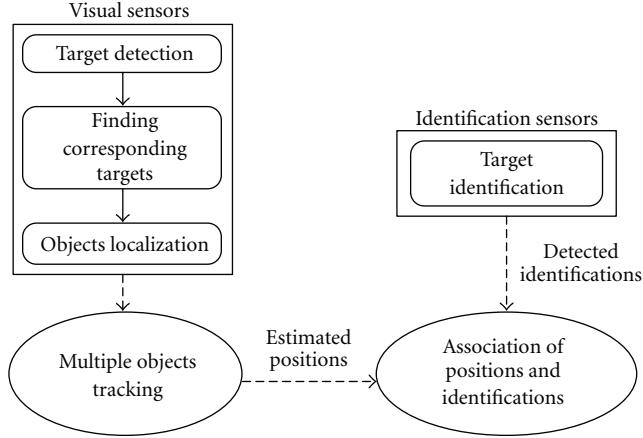 Visual sensors
Target detection
Finding
corresponding
targets
Objects localization
Identification sensors
Target
identification
Detected
identifications
Multiple objects
tracking
Estimated
positions
Association of
positions and
identifications